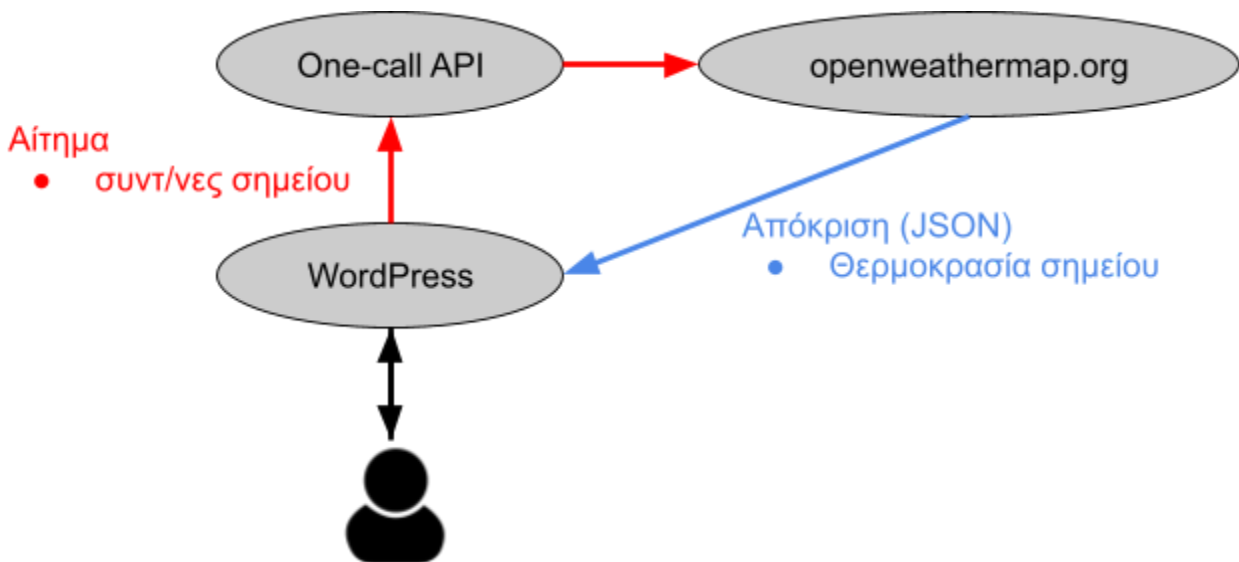 One-call API
openweathermap.org
Αίτημα
● συντ/νες σημείου
Απόκριση (JSON)
● Θερμοκρασία σημείου
WordPress